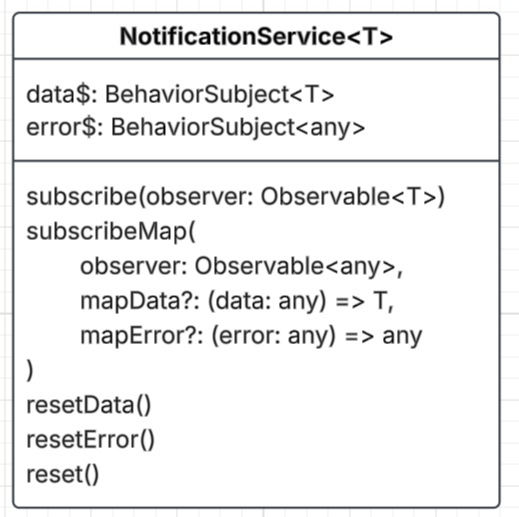 NotificationService<T>
data$: BehaviorSubject<T>
error$: BehaviorSubject<any>
subscribe(observer: Observable<T>)
subscribeMap(
observer: Observable<any>,
mapData?: (data: any) => T,
mapError?: (error: any) => any
)
resetData()
resetError()
reset()